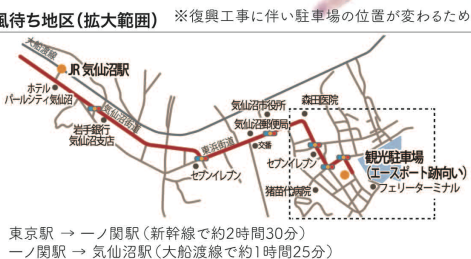 風待ち地区（拡大範囲） ※復興工事に伴い駐車場の位置が変わるため
大船渡線
JR 気仙沼駅
ホテル
パールシティ気仙沼
気仙沼街道
岩手銀行
気仙沼支店
東浜街道
セブンイレブン
気仙沼市役所
気仙沼郵便局
交番
森田医院
セブンイレブン
猪苗代病院
観光駐車場
（エースポート跡向い）
フェリーターミナル
東京駅 → 一ノ関駅（新幹線で約2時間30分）
一ノ関駅 → 気仙沼駅（大船渡線で約1時間25分）